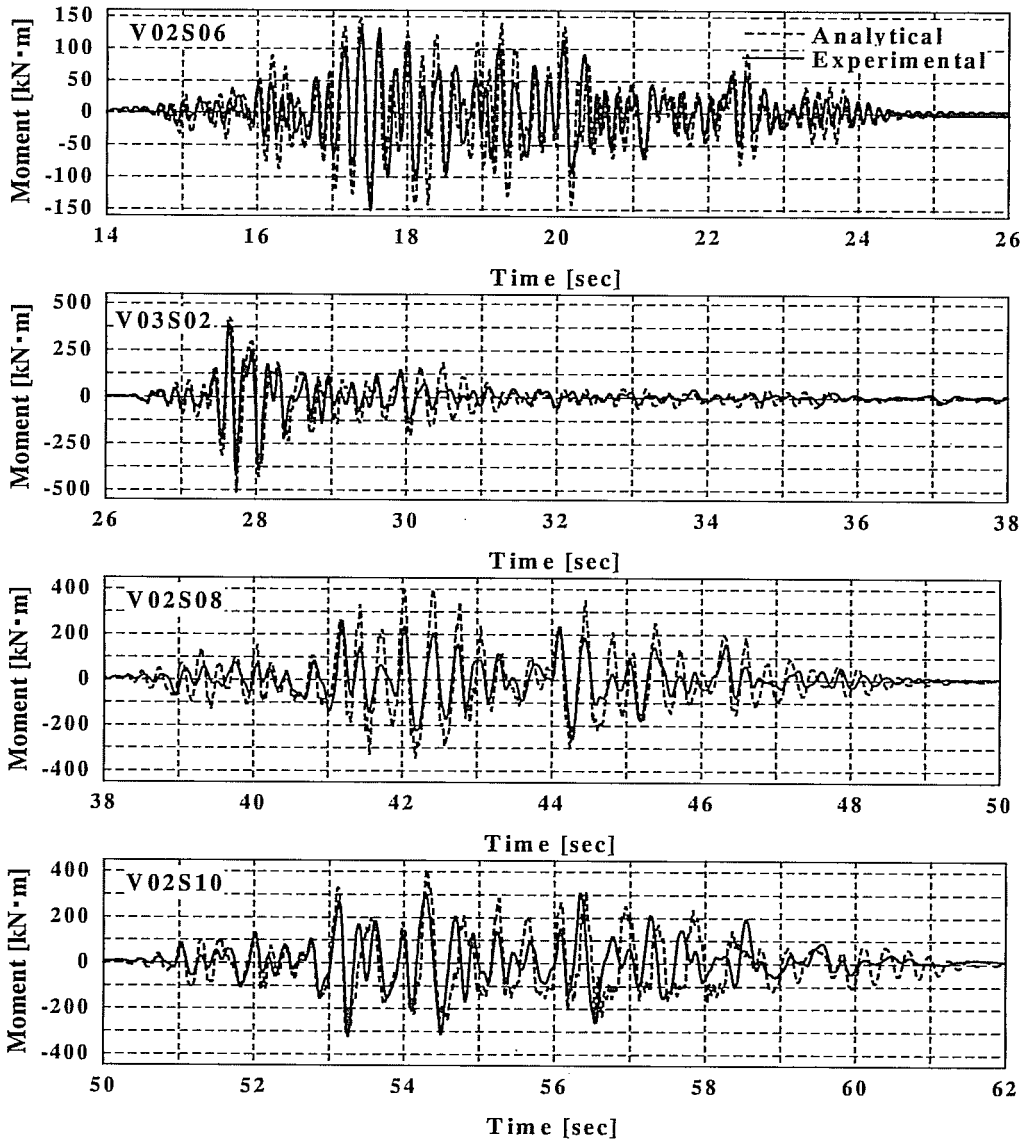 Moment [kN·m]
150
100
50
0
-50
-100
-150
V02S06
Analytical
Experimental
14 16 18 20 22 24 26
Time [sec]
Moment [kN·m]
500
250
0
-250
-500
V03S02
26 28 30 32 34 36 38
Time [sec]
Moment [kN·m]
400
200
0
-200
-400
V02S08
38 40 42 44 46 48 50
Time [sec]
Moment [kN·m]
400
200
0
-200
-400
V02S10
50 52 54 56 58 60 62
Time [sec]